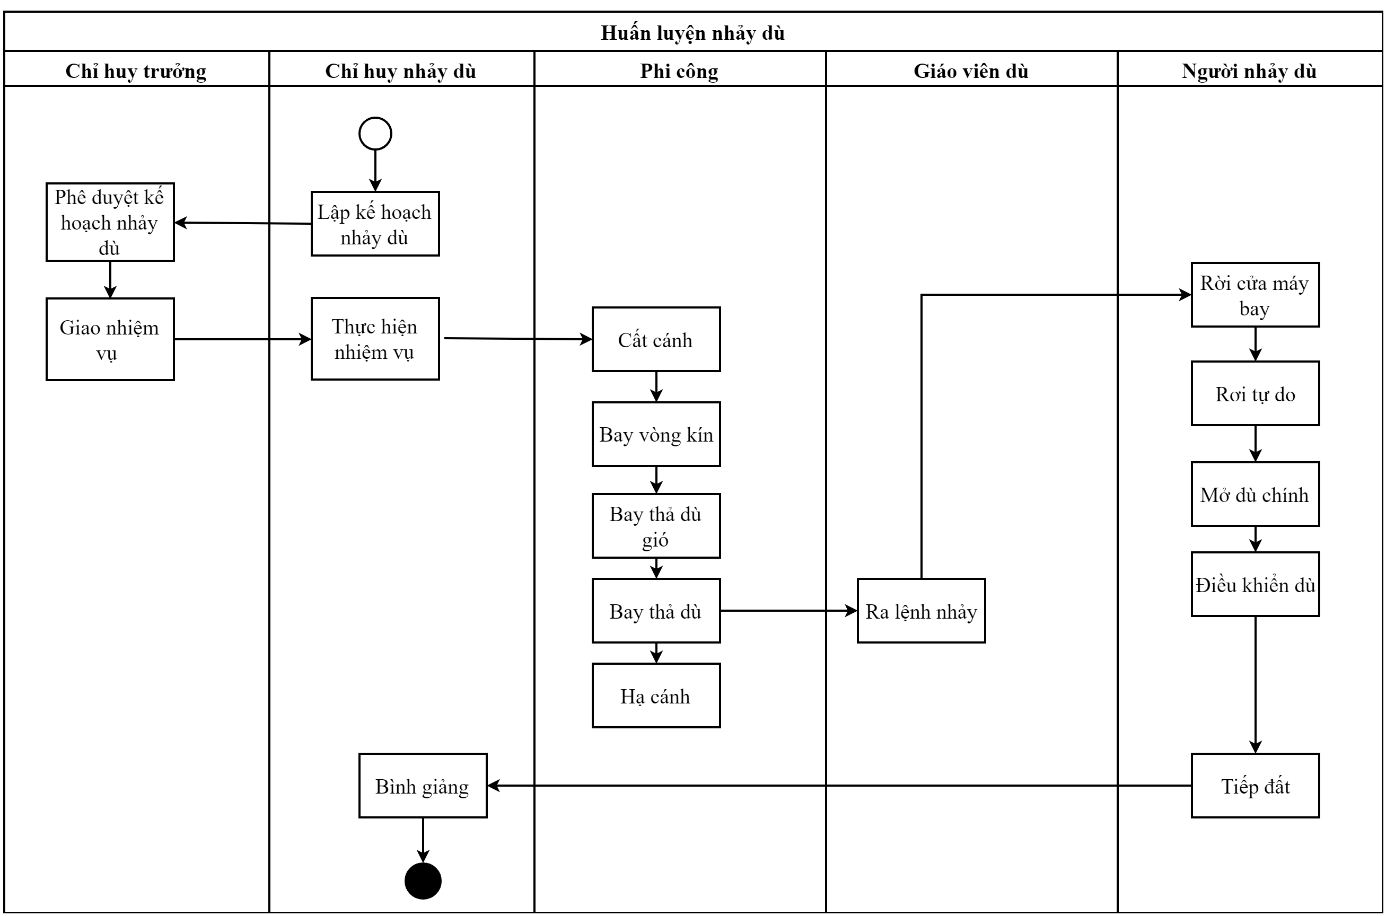 Huấn luyện nhảy dù
Chỉ huy trưởng
Chỉ huy nhảy dù
Phi công
Giáo viên dù
Người nhảy dù
Phê duyệt kế
hoạch nhảy
dù
Lập kế hoạch
nhảy dù
Giao nhiệm
vụ
Thực hiện
nhiệm vụ
Cất cánh
Bay vòng kín
Bay thả dù
gió
Bay thả dù
Hạ cánh
Ra lệnh nhảy
Rời cửa máy
bay
Rơi tự do
Mở dù chính
Điều khiển dù
Tiếp đất
Bình giảng